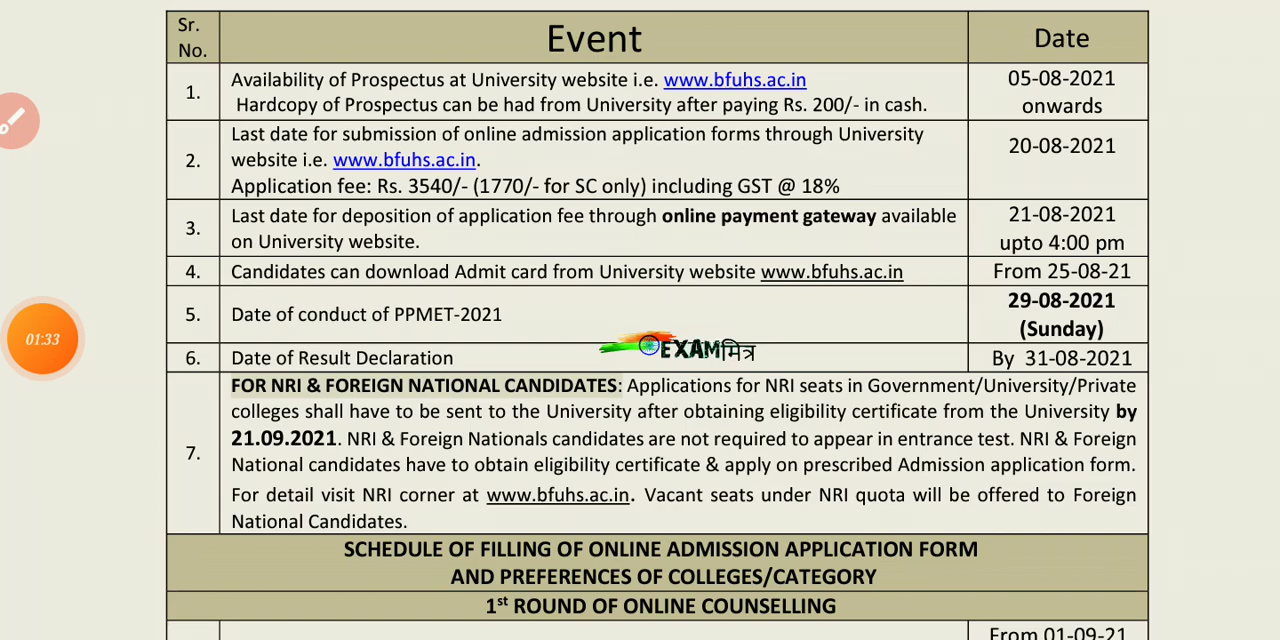 Sr. No.
Event
Date
1.
Availability of Prospectus at University website i.e. www.bfuhs.ac.in
Hardcopy of Prospectus can be had from University after paying Rs. 200/- in cash.
05-08-2021
onwards
2.
Last date for submission of online admission application forms through University
website i.e. www.bfuhs.ac.in.
Application fee: Rs. 3540/- (1770/- for SC only) including GST @ 18%
20-08-2021
3.
Last date for deposition of application fee through online payment gateway available
on University website.
21-08-2021
upto 4:00 pm
4.
Candidates can download Admit card from University website www.bfuhs.ac.in
From 25-08-21
5.
Date of conduct of PPMET-2021
29-08-2021
(Sunday)
01:33
EXAMमित्र
6.
Date of Result Declaration
By 31-08-2021
7.
FOR NRI & FOREIGN NATIONAL CANDIDATES: Applications for NRI seats in Government/University/Private
colleges shall have to be sent to the University after obtaining eligibility certificate from the University by
21.09.2021. NRI & Foreign Nationals candidates are not required to appear in entrance test. NRI & Foreign
National candidates have to obtain eligibility certificate & apply on prescribed Admission application form.
For detail visit NRI corner at www.bfuhs.ac.in. Vacant seats under NRI quota will be offered to Foreign
National Candidates.
SCHEDULE OF FILLING OF ONLINE ADMISSION APPLICATION FORM
AND PREFERENCES OF COLLEGES/CATEGORY
1st ROUND OF ONLINE COUNSELLING
From 01-09-21